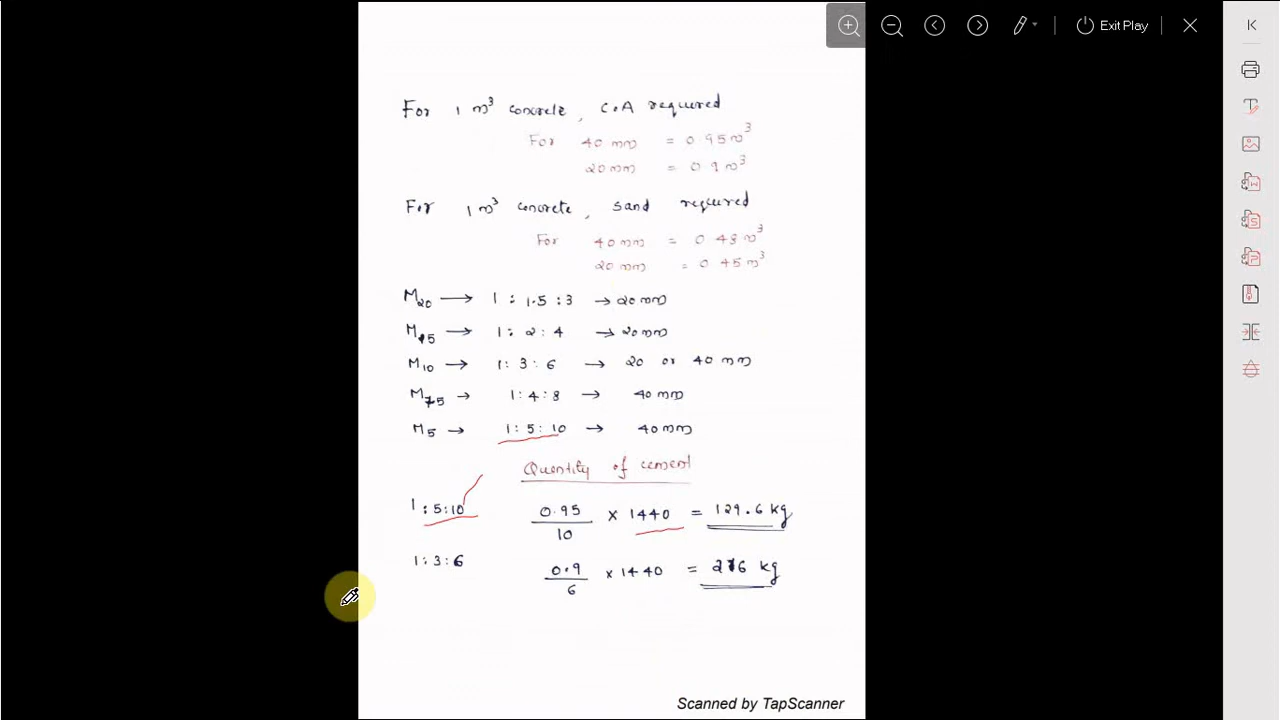 Exit Play
For 1 m³ concrete, C.A required
For 40 mm = 0.95 m³
20 mm = 0.9 m³
For 1 m³ concrete, sand required
For 40 mm = 0.48 m³
20 mm = 0.45 m³
M20 → 1 : 1.5 : 3 → 20 mm
M15 → 1 : 2 : 4 → 20 mm
M10 → 1 : 3 : 6 → 20 or 40 mm
M7.5 → 1 : 4 : 8 → 40 mm
M5 → 1 : 5 : 10 → 40 mm
Quantity of cement
1 : 5 : 10 0.95/10 × 1440 = 129.6 kg
1 : 3 : 6 0.9/6 × 1440 = 216 kg
Scanned by TapScanner